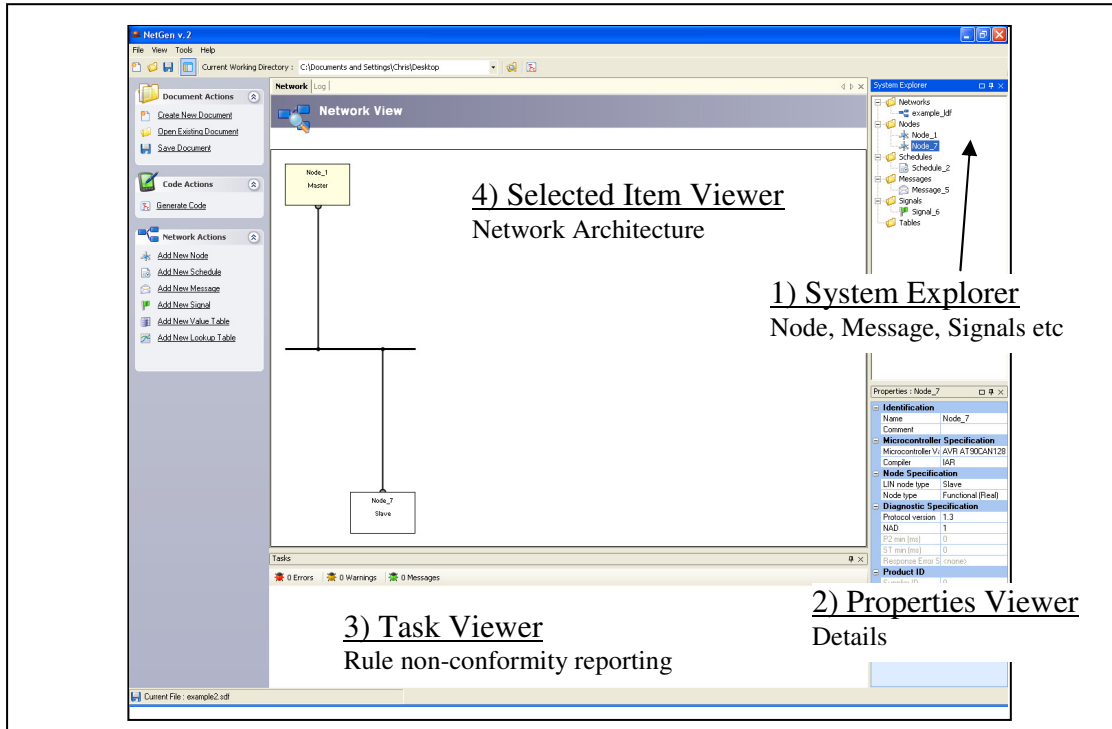 NetGen v.2
File View Tools Help
Current Working Directory : C:\Documents and Settings\Chris\Desktop
Document Actions
Create New Document
Open Existing Document
Save Document
Code Actions
Generate Code
Network Actions
Add New Node
Add New Schedule
Add New Message
Add New Signal
Add New Value Table
Add New Lookup Table
Network Log
Network View
Node_1
Master
Node_7
Slave
4) Selected Item Viewer
Network Architecture
System Explorer
Networks
example_ldf
Nodes
Node_1
Node_7
Schedules
Schedule_2
Messages
Message_5
Signals
Signal_6
Tables
1) System Explorer
Node, Message, Signals etc
Properties : Node_7
Identification
Name Node_7
Comment
Microcontroller Specification
Microcontroller Va AVR AT90CAN128
Compiler IAR
Node Specification
LIN node type Slave
Node type Functional (Real)
Diagnostic Specification
Protocol version 1.3
NAD 1
P2 min (ms) 0
ST min (ms) 0
Response Error S <none>
Product ID
2) Properties Viewer
Details
Tasks
0 Errors 0 Warnings 0 Messages
3) Task Viewer
Rule non-conformity reporting
Current File : example2.sdf